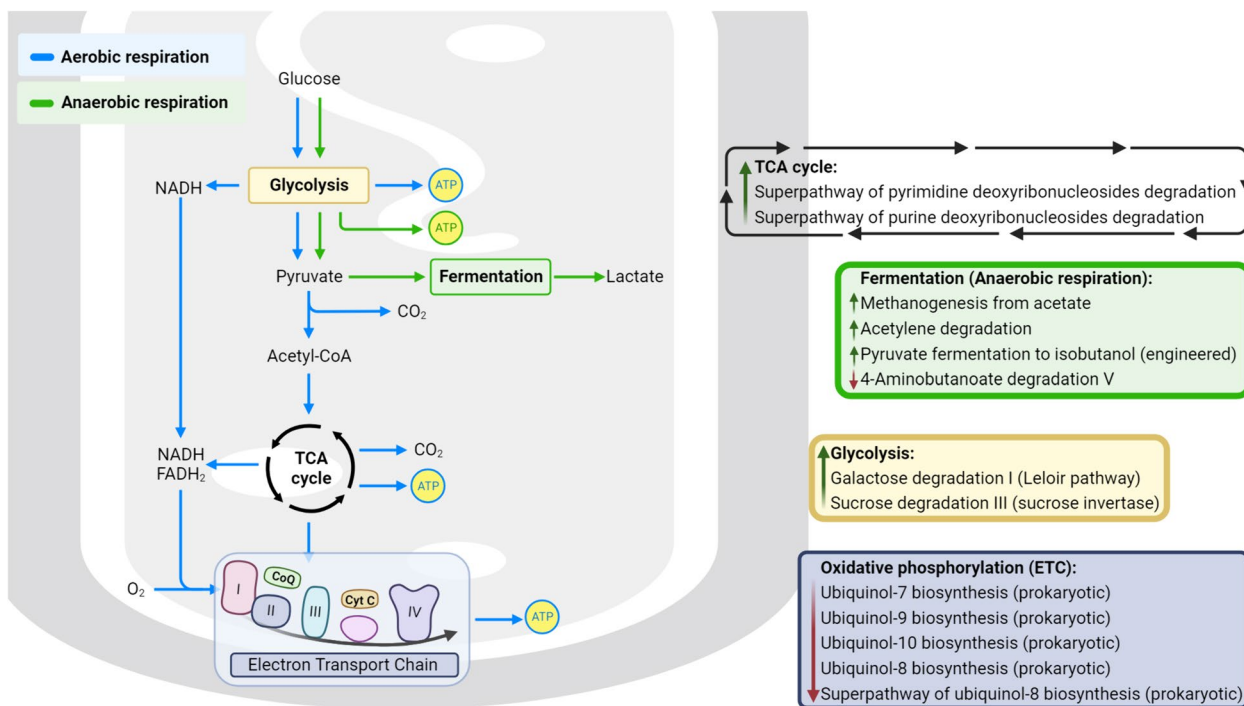 Aerobic respiration
Anaerobic respiration
Glucose
NADH
Glycolysis
ATP
ATP
Pyruvate
Fermentation
Lactate
CO₂
Acetyl-CoA
NADH
FADH₂
TCA
cycle
CO₂
ATP
O₂
I
CoQ
II
III
Cyt C
IV
ATP
Electron Transport Chain
TCA cycle:
Superpathway of pyrimidine deoxyribonucleosides degradation
Superpathway of purine deoxyribonucleosides degradation
Fermentation (Anaerobic respiration):
Methanogenesis from acetate
Acetylene degradation
Pyruvate fermentation to isobutanol (engineered)
4-Aminobutanoate degradation V
Glycolysis:
Galactose degradation I (Leloir pathway)
Sucrose degradation III (sucrose invertase)
Oxidative phosphorylation (ETC):
Ubiquinol-7 biosynthesis (prokaryotic)
Ubiquinol-9 biosynthesis (prokaryotic)
Ubiquinol-10 biosynthesis (prokaryotic)
Ubiquinol-8 biosynthesis (prokaryotic)
Superpathway of ubiquinol-8 biosynthesis (prokaryotic)